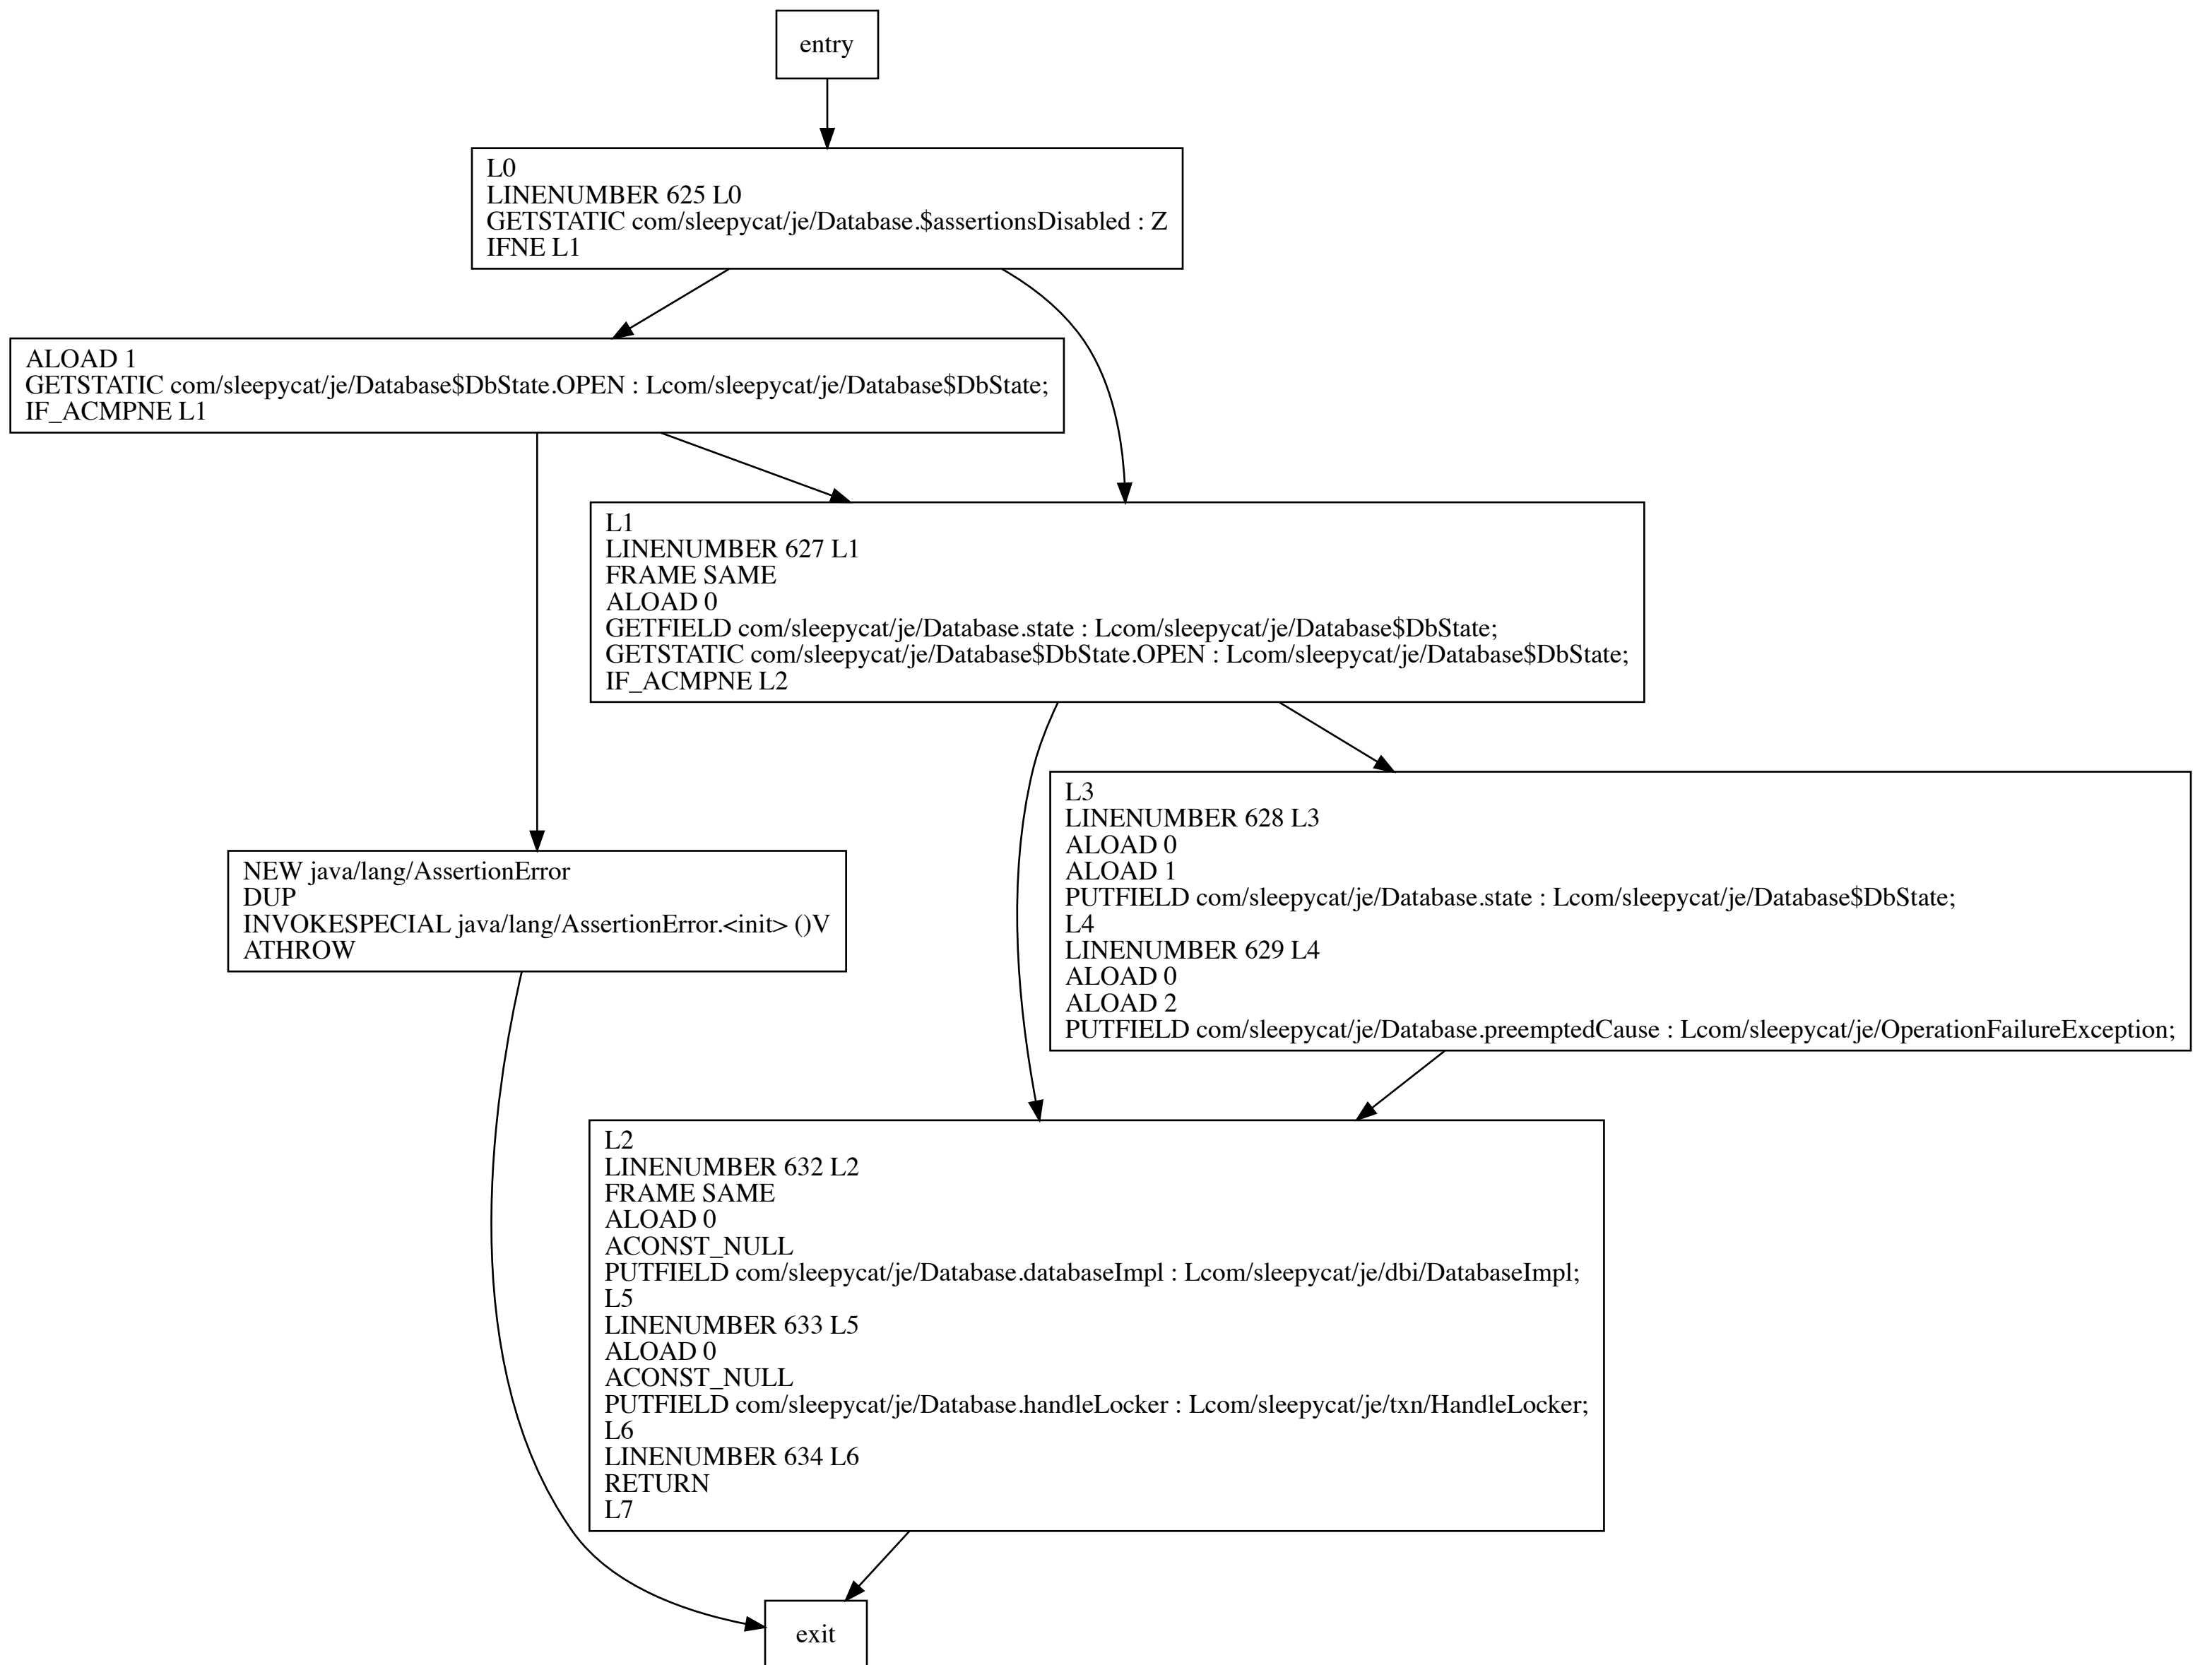 entry
L0
LINENUMBER 625 L0
GETSTATIC com/sleepycat/je/Database.$assertionsDisabled : Z
IFNE L1
ALOAD 1
GETSTATIC com/sleepycat/je/Database$DbState.OPEN : Lcom/sleepycat/je/Database$DbState;
IF_ACMPNE L1
L1
LINENUMBER 627 L1
FRAME SAME
ALOAD 0
GETFIELD com/sleepycat/je/Database.state : Lcom/sleepycat/je/Database$DbState;
GETSTATIC com/sleepycat/je/Database$DbState.OPEN : Lcom/sleepycat/je/Database$DbState;
IF_ACMPNE L2
L3
LINENUMBER 628 L3
ALOAD 0
ALOAD 1
PUTFIELD com/sleepycat/je/Database.state : Lcom/sleepycat/je/Database$DbState;
L4
LINENUMBER 629 L4
ALOAD 0
ALOAD 2
PUTFIELD com/sleepycat/je/Database.preemptedCause : Lcom/sleepycat/je/OperationFailureException;
NEW java/lang/AssertionError
DUP
INVOKESPECIAL java/lang/AssertionError.<init> ()V
ATHROW
L2
LINENUMBER 632 L2
FRAME SAME
ALOAD 0
ACONST_NULL
PUTFIELD com/sleepycat/je/Database.databaseImpl : Lcom/sleepycat/je/dbi/DatabaseImpl;
L5
LINENUMBER 633 L5
ALOAD 0
ACONST_NULL
PUTFIELD com/sleepycat/je/Database.handleLocker : Lcom/sleepycat/je/txn/HandleLocker;
L6
LINENUMBER 634 L6
RETURN
L7
exit